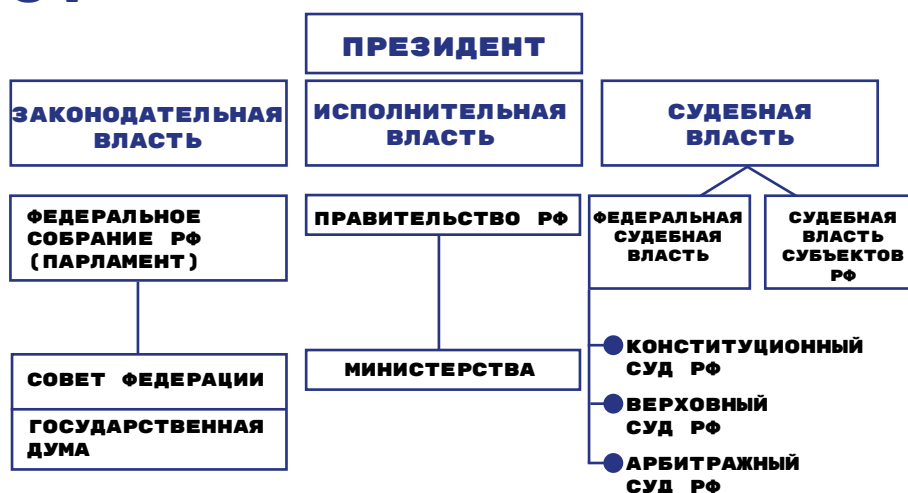 ПРЕЗИДЕНТ
ЗАКОНОДАТЕЛЬНАЯ
ВЛАСТЬ
ИСПОЛНИТЕЛЬНАЯ
ВЛАСТЬ
СУДЕБНАЯ
ВЛАСТЬ
ФЕДЕРАЛЬНОЕ
СОБРАНИЕ РФ
(ПАРЛАМЕНТ)
ПРАВИТЕЛЬСТВО РФ
ФЕДЕРАЛЬНАЯ
СУДЕБНАЯ
ВЛАСТЬ
СУДЕБНАЯ
ВЛАСТЬ
СУБЪЕКТОВ
РФ
СОВЕТ ФЕДЕРАЦИИ
ГОСУДАРСТВЕННАЯ
ДУМА
МИНИСТЕРСТВА
КОНСТИТУЦИОННЫЙ
СУД РФ
ВЕРХОВНЫЙ
СУД РФ
АРБИТРАЖНЫЙ
СУД РФ